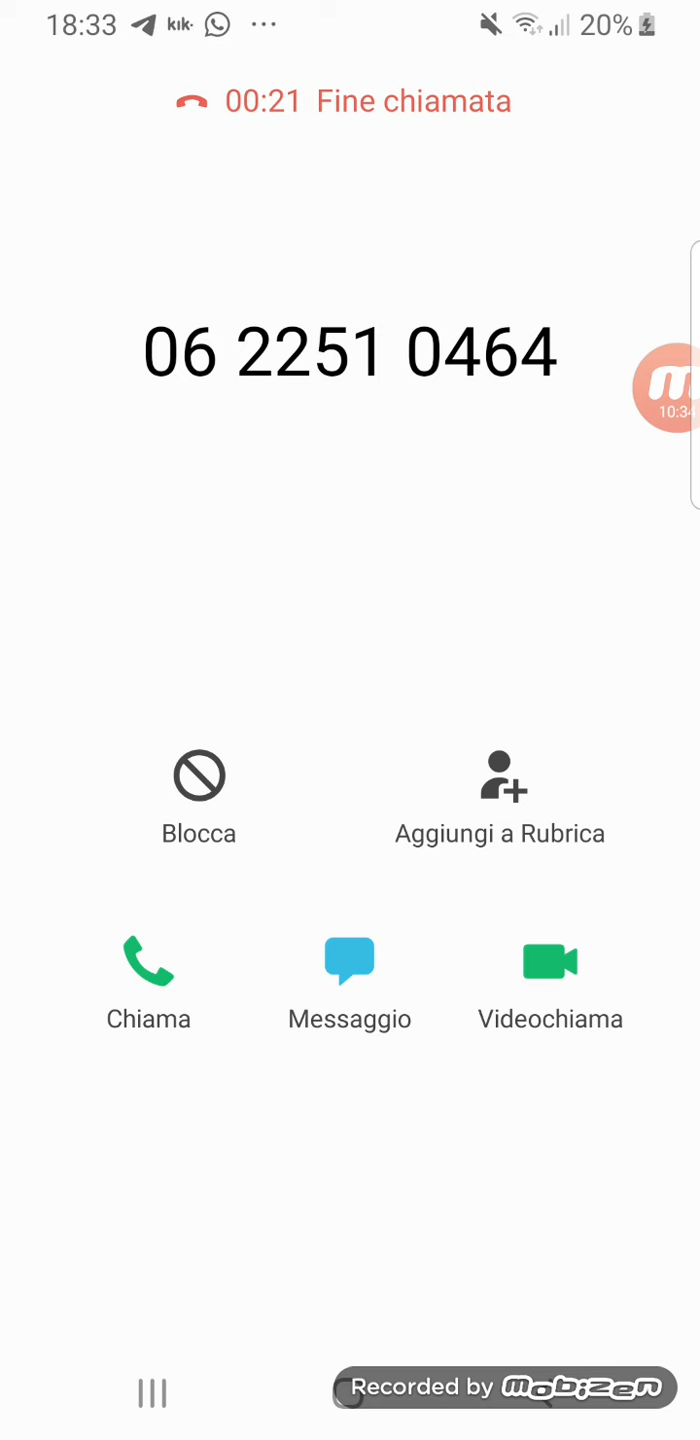 18:33 kik· ... 20%
00:21 Fine chiamata
06 2251 0464
m
10:34
Blocca
Aggiungi a Rubrica
Chiama
Messaggio
Videochiama
Recorded by mobizen